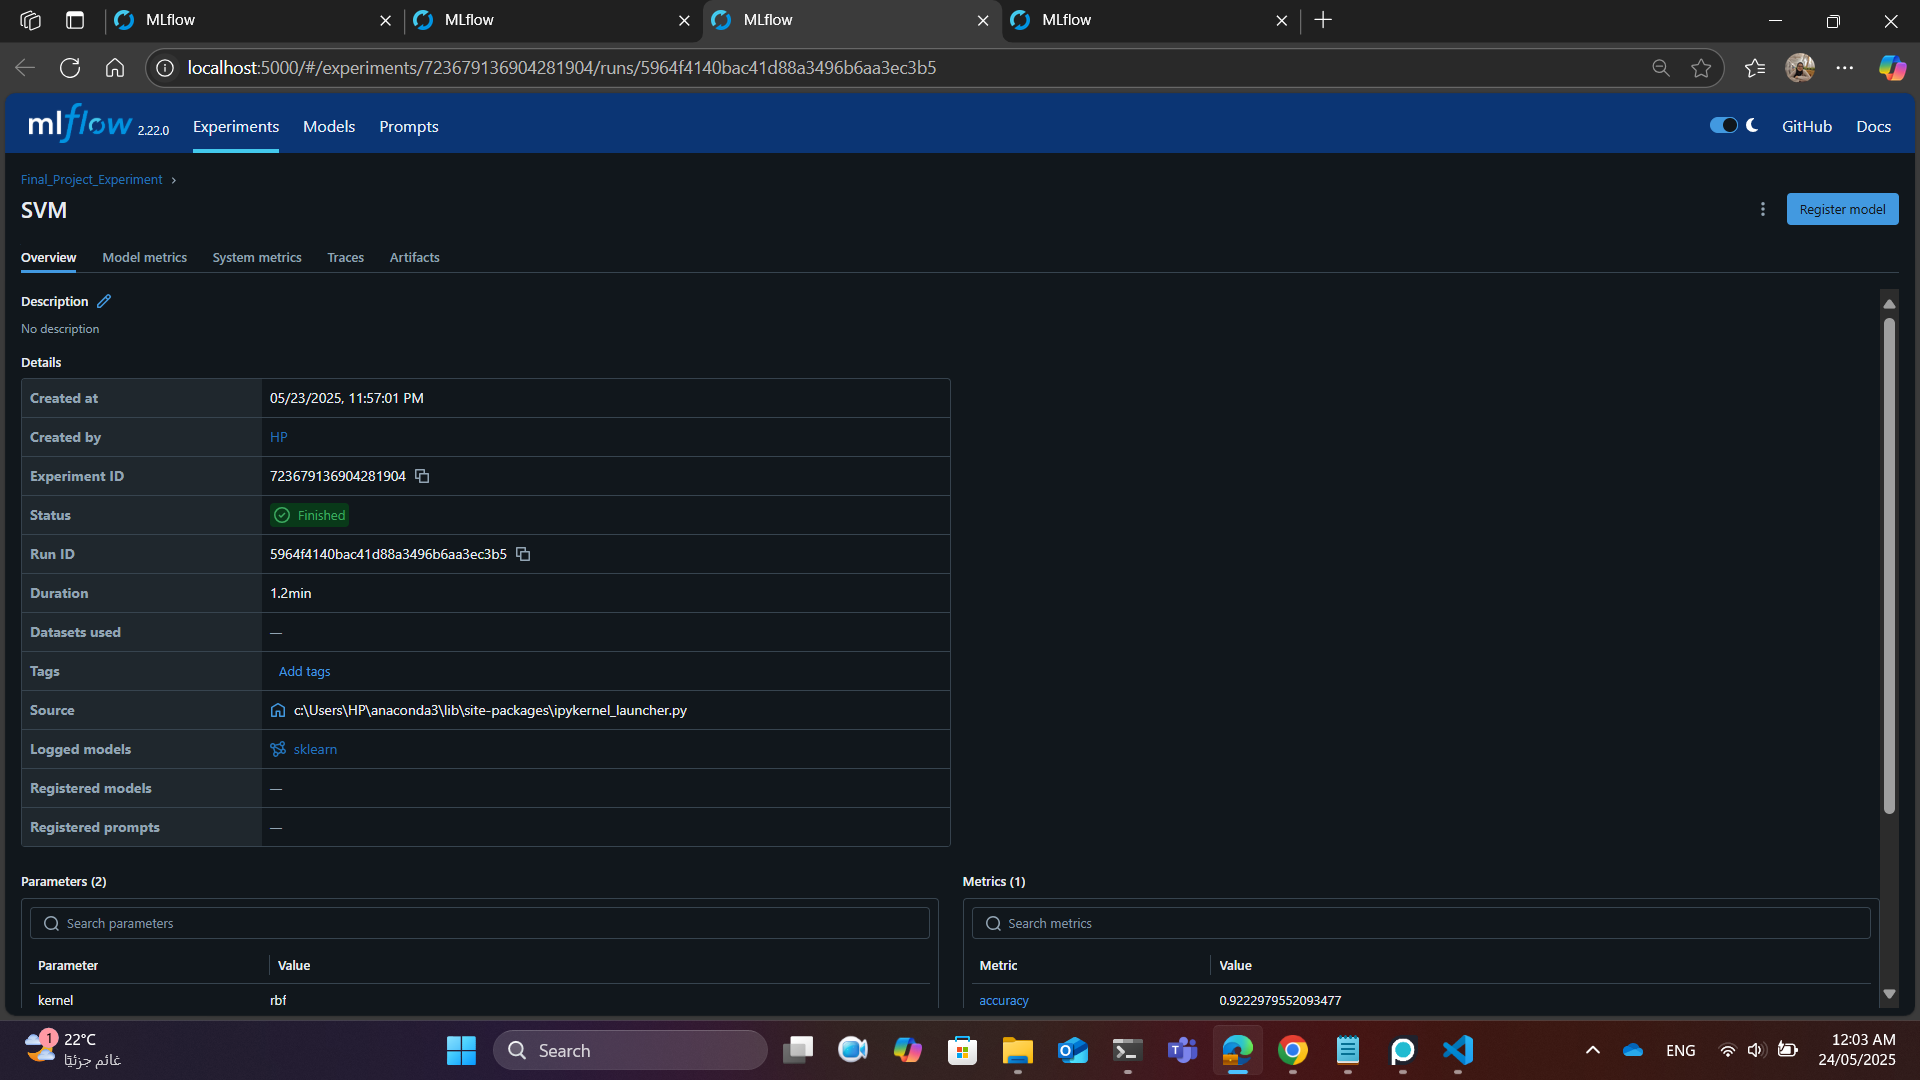 MLflow
MLflow
MLflow
MLflow
localhost:5000/#/experiments/723679136904281904/runs/5964f4140bac41d88a3496b6aa3ec3b5
mlflow 2.22.0 Experiments Models Prompts GitHub Docs
Final_Project_Experiment
SVM
Register model
Overview Model metrics System metrics Traces Artifacts
Description
No description
Details
Created at 05/23/2025, 11:57:01 PM
Created by HP
Experiment ID 723679136904281904
Status Finished
Run ID 5964f4140bac41d88a3496b6aa3ec3b5
Duration 1.2min
Datasets used —
Tags Add tags
Source c:\Users\HP\anaconda3\lib\site-packages\ipykernel_launcher.py
Logged models sklearn
Registered models —
Registered prompts —
Parameters (2)
Search parameters
Parameter Value
kernel rbf
Metrics (1)
Search metrics
Metric Value
accuracy 0.9222979552093477
1
22°C
غائم جزئيًا
Search
ENG
12:03 AM
24/05/2025